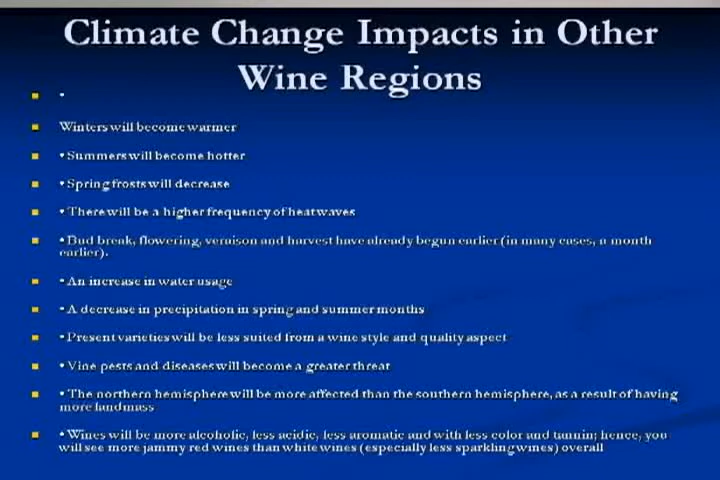 Climate Change Impacts in Other
Wine Regions
•
Winters will become warmer
• Summers will become hotter
• Spring frosts will decrease
• There will be a higher frequency of heat waves
• Bud break, flowering, veraison and harvest have already begun earlier (in many cases, a month
earlier).
• An increase in water usage
• A decrease in precipitation in spring and summer months
• Present varieties will be less suited from a wine style and quality aspect
• Vine pests and diseases will become a greater threat
• The northern hemisphere will be more affected than the southern hemisphere, as a result of having
more landmass
• Wines will be more alcoholic, less acidic, less aromatic and with less color and tannin; hence, you
will see more jammy red wines than white wines (especially less sparkling wines) overall